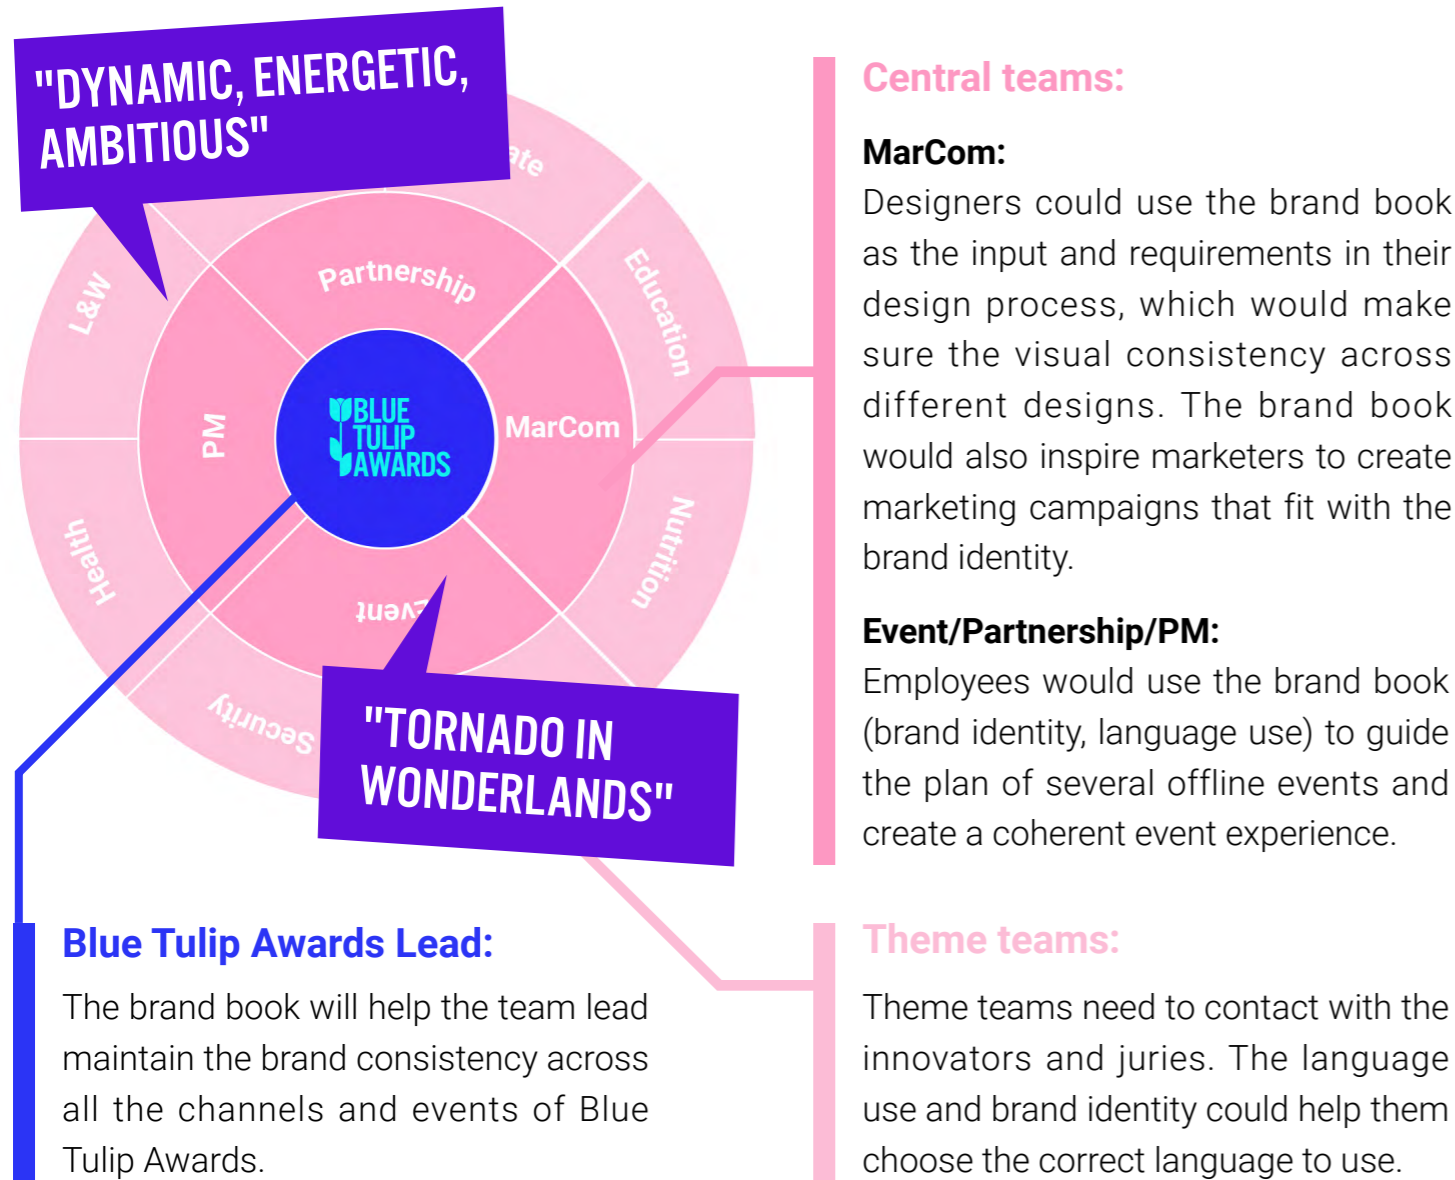 "DYNAMIC, ENERGETIC,
AMBITIOUS"
L&W
Partnership
Education
PM
BLUE
TULIP
AWARDS
MarCom
Health
Nutrition
Event
Security
"TORNADO IN
WONDERLANDS"
Central teams:
MarCom:
Designers could use the brand book
as the input and requirements in their
design process, which would make
sure the visual consistency across
different designs. The brand book
would also inspire marketers to create
marketing campaigns that fit with the
brand identity.
Event/Partnership/PM:
Employees would use the brand book
(brand identity, language use) to guide
the plan of several offline events and
create a coherent event experience.
Blue Tulip Awards Lead:
The brand book will help the team lead
maintain the brand consistency across
all the channels and events of Blue
Tulip Awards.
Theme teams:
Theme teams need to contact with the
innovators and juries. The language
use and brand identity could help them
choose the correct language to use.